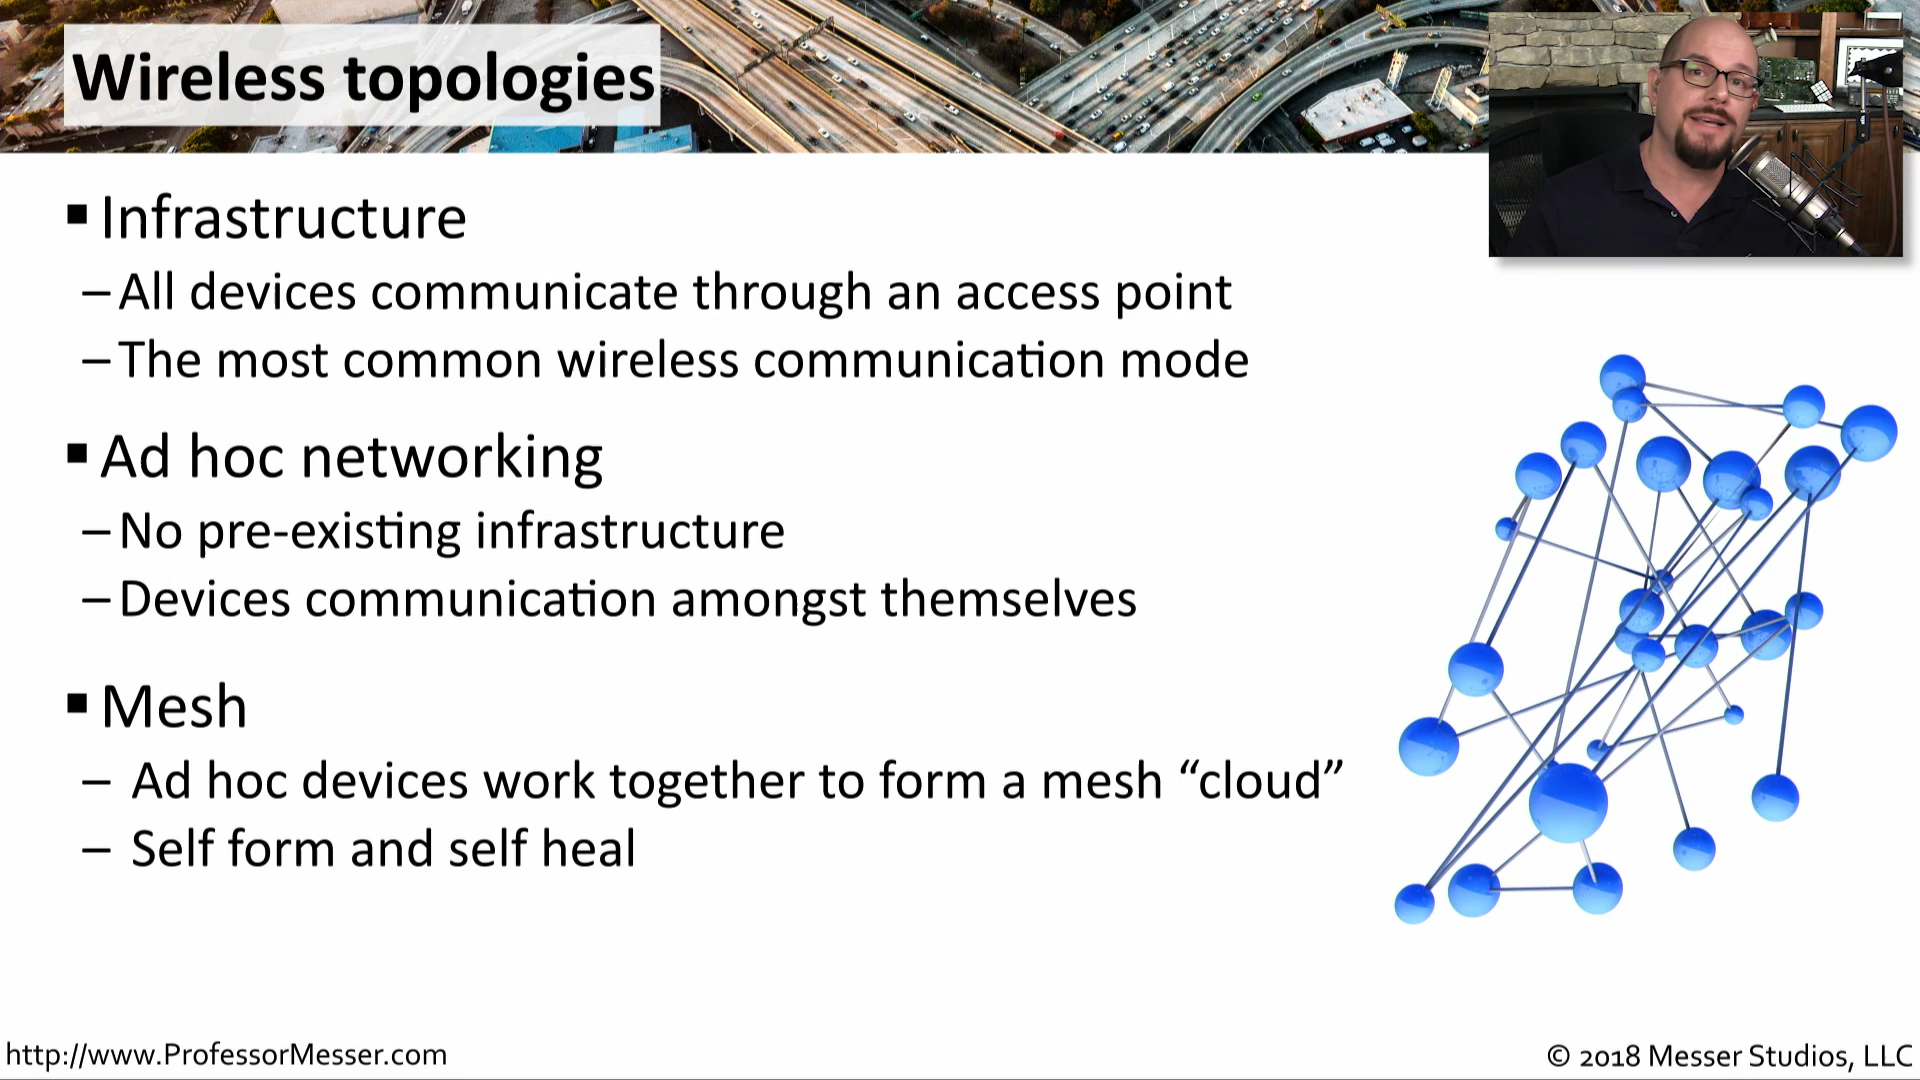 Wireless topologies
▪ Infrastructure
– All devices communicate through an access point
– The most common wireless communication mode
▪ Ad hoc networking
– No pre-existing infrastructure
– Devices communication amongst themselves
▪ Mesh
– Ad hoc devices work together to form a mesh “cloud”
– Self form and self heal
http://www.ProfessorMesser.com
© 2018 Messer Studios, LLC